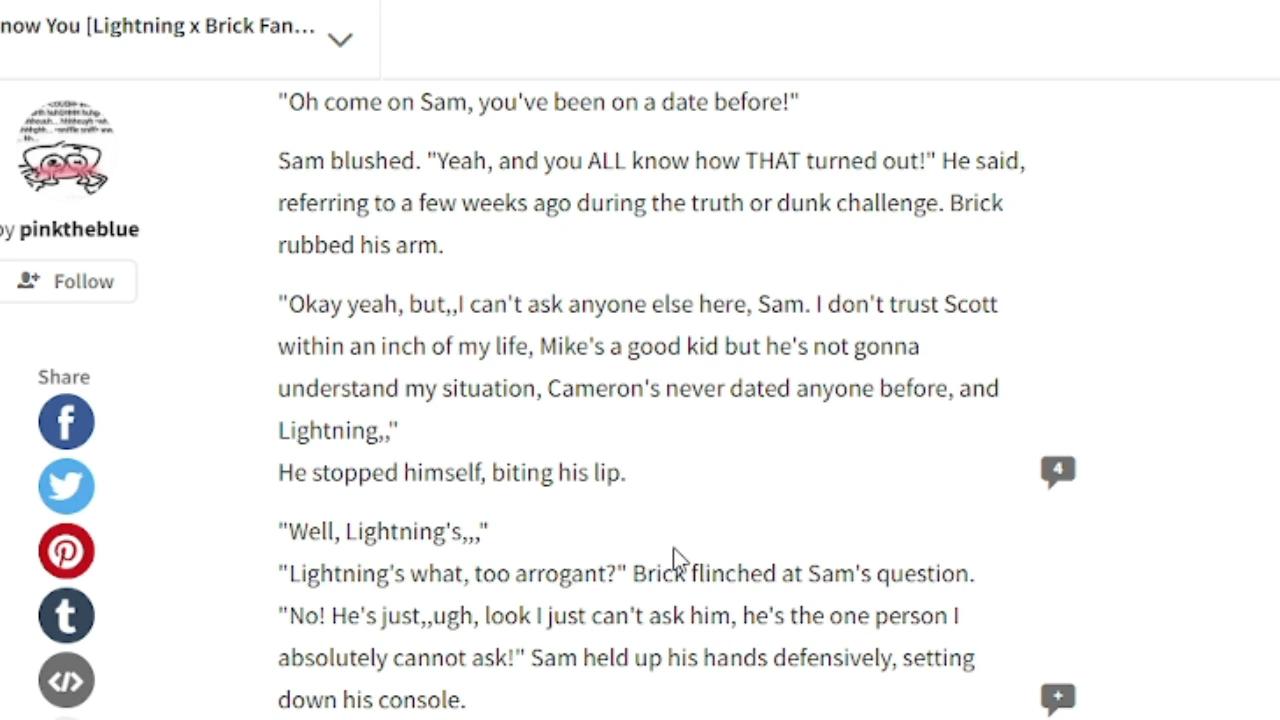 now You [Lightning x Brick Fan...
"Oh come on Sam, you've been on a date before!"
Sam blushed. "Yeah, and you ALL know how THAT turned out!" He said,
referring to a few weeks ago during the truth or dunk challenge. Brick
rubbed his arm.
by pinktheblue
Follow
"Okay yeah, but,,I can't ask anyone else here, Sam. I don't trust Scott
within an inch of my life, Mike's a good kid but he's not gonna
understand my situation, Cameron's never dated anyone before, and
Lightning,,"
He stopped himself, biting his lip.
4
Share
"Well, Lightning's,,,"
"Lightning's what, too arrogant?" Brick flinched at Sam's question.
"No! He's just,,ugh, look I just can't ask him, he's the one person I
absolutely cannot ask!" Sam held up his hands defensively, setting
down his console.
+